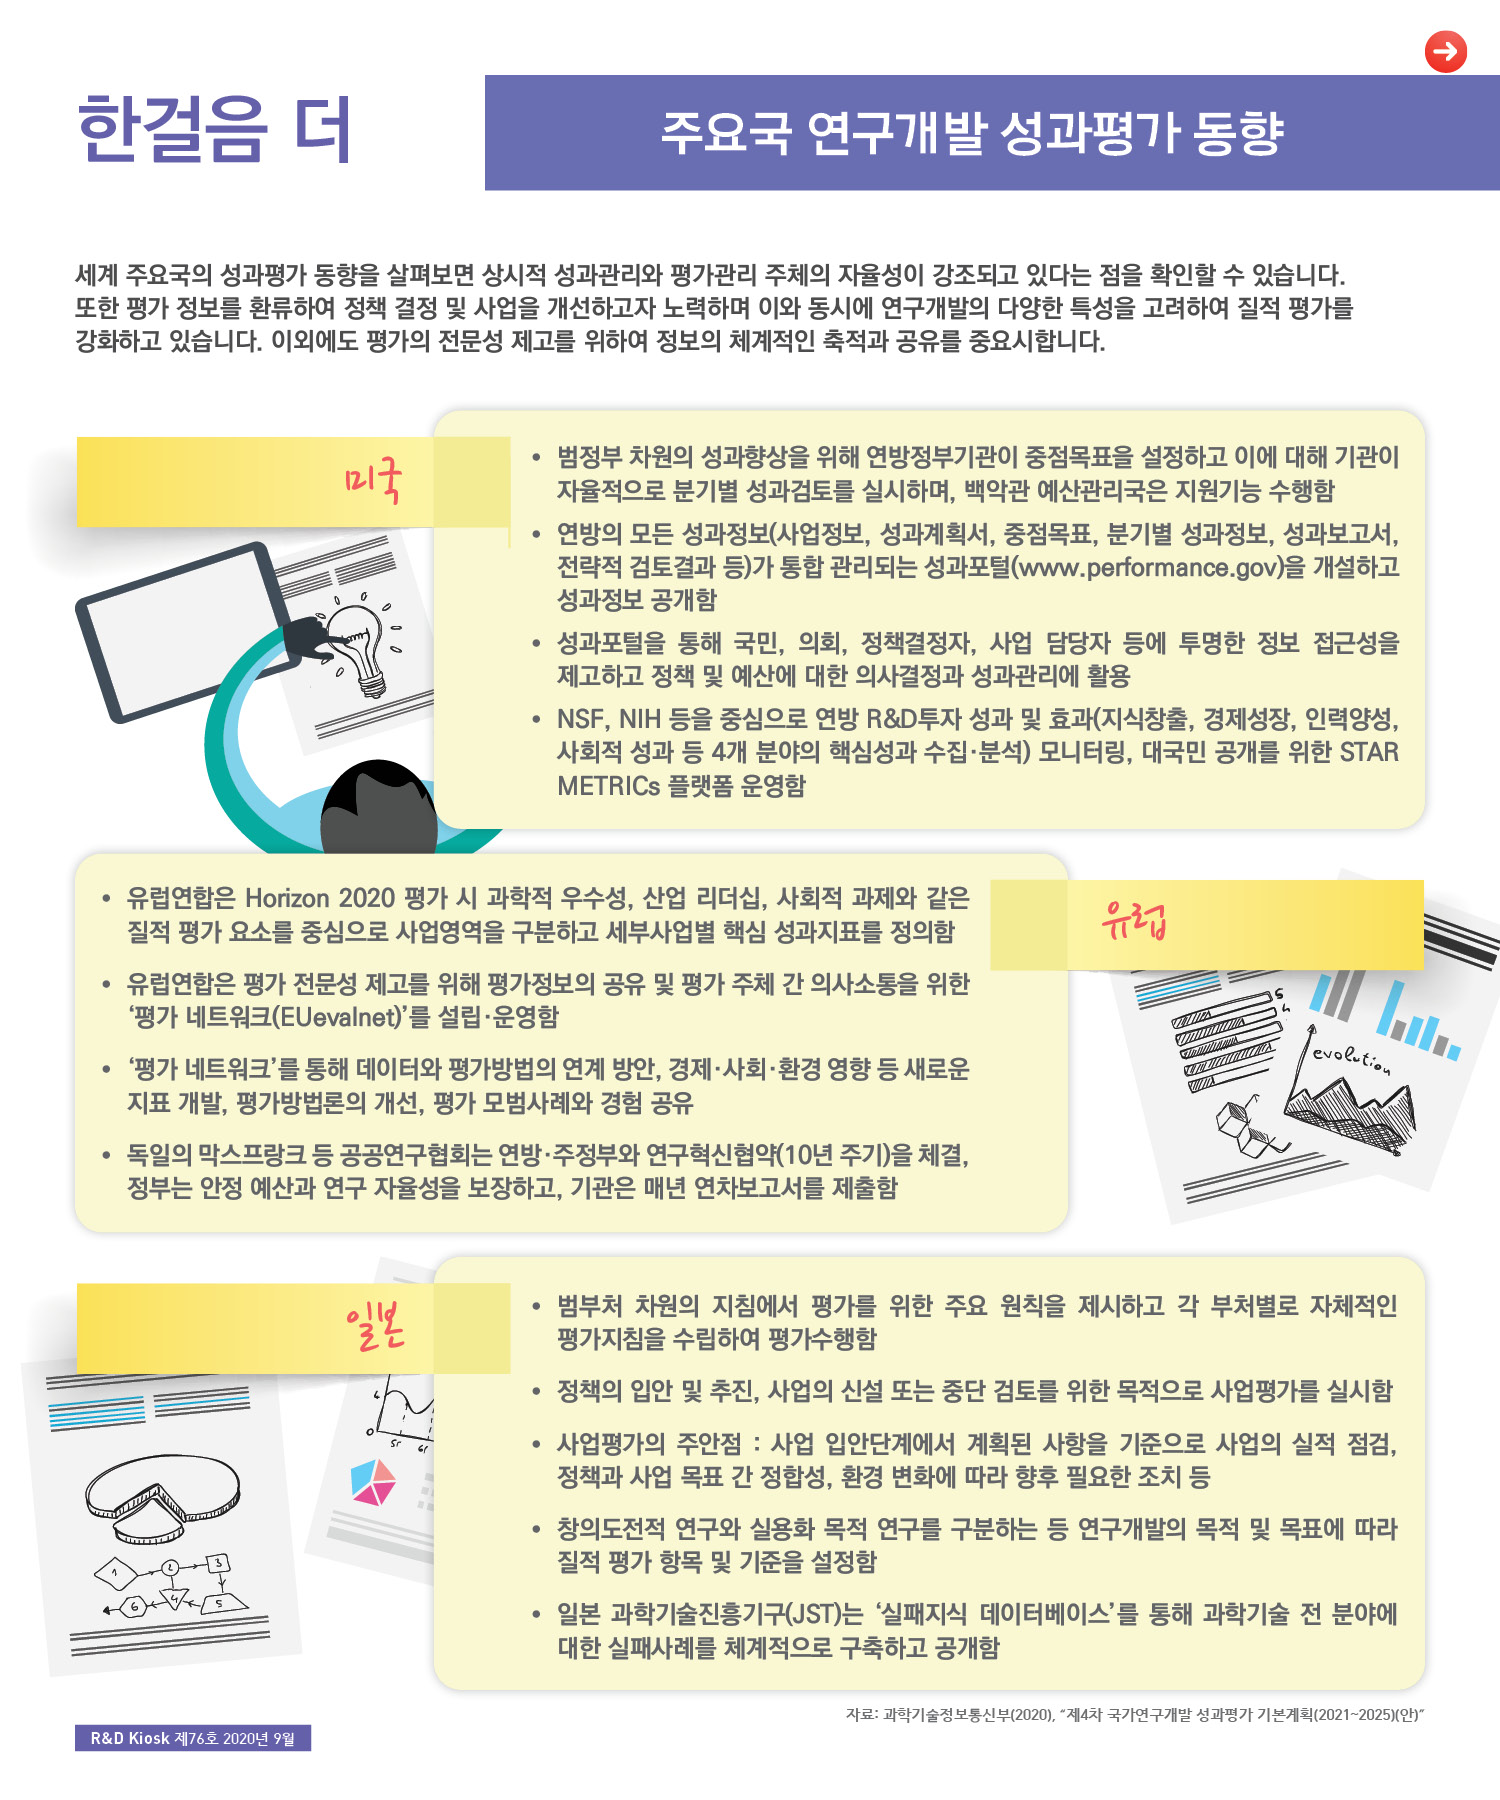 한걸음 더
주요국 연구개발 성과평가 동향
세계 주요국의 성과평가 동향을 살펴보면 상시적 성과관리와 평가관리 주체의 자율성이 강조되고 있다는 점을 확인할 수 있습니다.
또한 평가 정보를 환류하여 정책 결정 및 사업을 개선하고자 노력하며 이와 동시에 연구개발의 다양한 특성을 고려하여 질적 평가를
강화하고 있습니다. 이외에도 평가의 전문성 제고를 위하여 정보의 체계적인 축적과 공유를 중요시합니다.
미국
• 범정부 차원의 성과향상을 위해 연방정부기관이 중점목표을 설정하고 이에 대해 기관이
자율적으로 분기별 성과검토를 실시하며, 백악관 예산관리국은 지원기능 수행함
• 연방의 모든 성과정보(사업정보, 성과계획서, 중점목표, 분기별 성과정보, 성과보고서,
전략적 검토결과 등)가 통합 관리되는 성과포털(www.performance.gov)을 개설하고
성과정보 공개함
• 성과포털을 통해 국민, 의회, 정책결정자, 사업 담당자 등에 투명한 정보 접근성을
제고하고 정책 및 예산에 대한 의사결정과 성과관리에 활용
• NSF, NIH 등을 중심으로 연방 R&D투자 성과 및 효과(지식창출, 경제성장, 인력양성,
사회적 성과 등 4개 분야의 핵심성과 수집·분석) 모니터링, 대국민 공개를 위한 STAR
METRICs 플랫폼 운영함
유럽
• 유럽연합은 Horizon 2020 평가 시 과학적 우수성, 산업 리더십, 사회적 과제와 같은
질적 평가 요소를 중심으로 사업영역을 구분하고 세부사업별 핵심 성과지표를 정의함
• 유럽연합은 평가 전문성 제고를 위해 평가정보의 공유 및 평가 주체 간 의사소통을 위한
‘평가 네트워크(EUevalnet)’를 설립·운영함
• ‘평가 네트워크’를 통해 데이터와 평가방법의 연계 방안, 경제·사회·환경 영향 등 새로운
지표 개발, 평가방법론의 개선, 평가 모범사례와 경험 공유
• 독일의 막스프랑크 등 공공연구협회는 연방·주정부와 연구혁신협약(10년 주기)을 체결,
정부는 안정 예산과 연구 자율성을 보장하고, 기관은 매년 연차보고서를 제출함
5
4
evolution
일본
• 범부처 차원의 지침에서 평가를 위한 주요 원칙을 제시하고 각 부처별로 자체적인
평가지침을 수립하여 평가수행함
• 정책의 입안 및 추진, 사업의 신설 또는 중단 검토를 위한 목적으로 사업평가를 실시함
• 사업평가의 주안점 : 사업 입안단계에서 계획된 사항을 기준으로 사업의 실적 점검,
정책과 사업 목표 간 정합성, 환경 변화에 따라 향후 필요한 조치 등
• 창의도전적 연구와 실용화 목적 연구를 구분하는 등 연구개발의 목적 및 목표에 따라
질적 평가 항목 및 기준을 설정함
• 일본 과학기술진흥기구(JST)는 ‘실패지식 데이터베이스’를 통해 과학기술 전 분야에
대한 실패사례를 체계적으로 구축하고 공개함
1 2 3
6 4 5
자료: 과학기술정보통신부(2020), “제4차 국가연구개발 성과평가 기본계획(2021~2025)(안)”
R&D Kiosk 제76호 2020년 9월